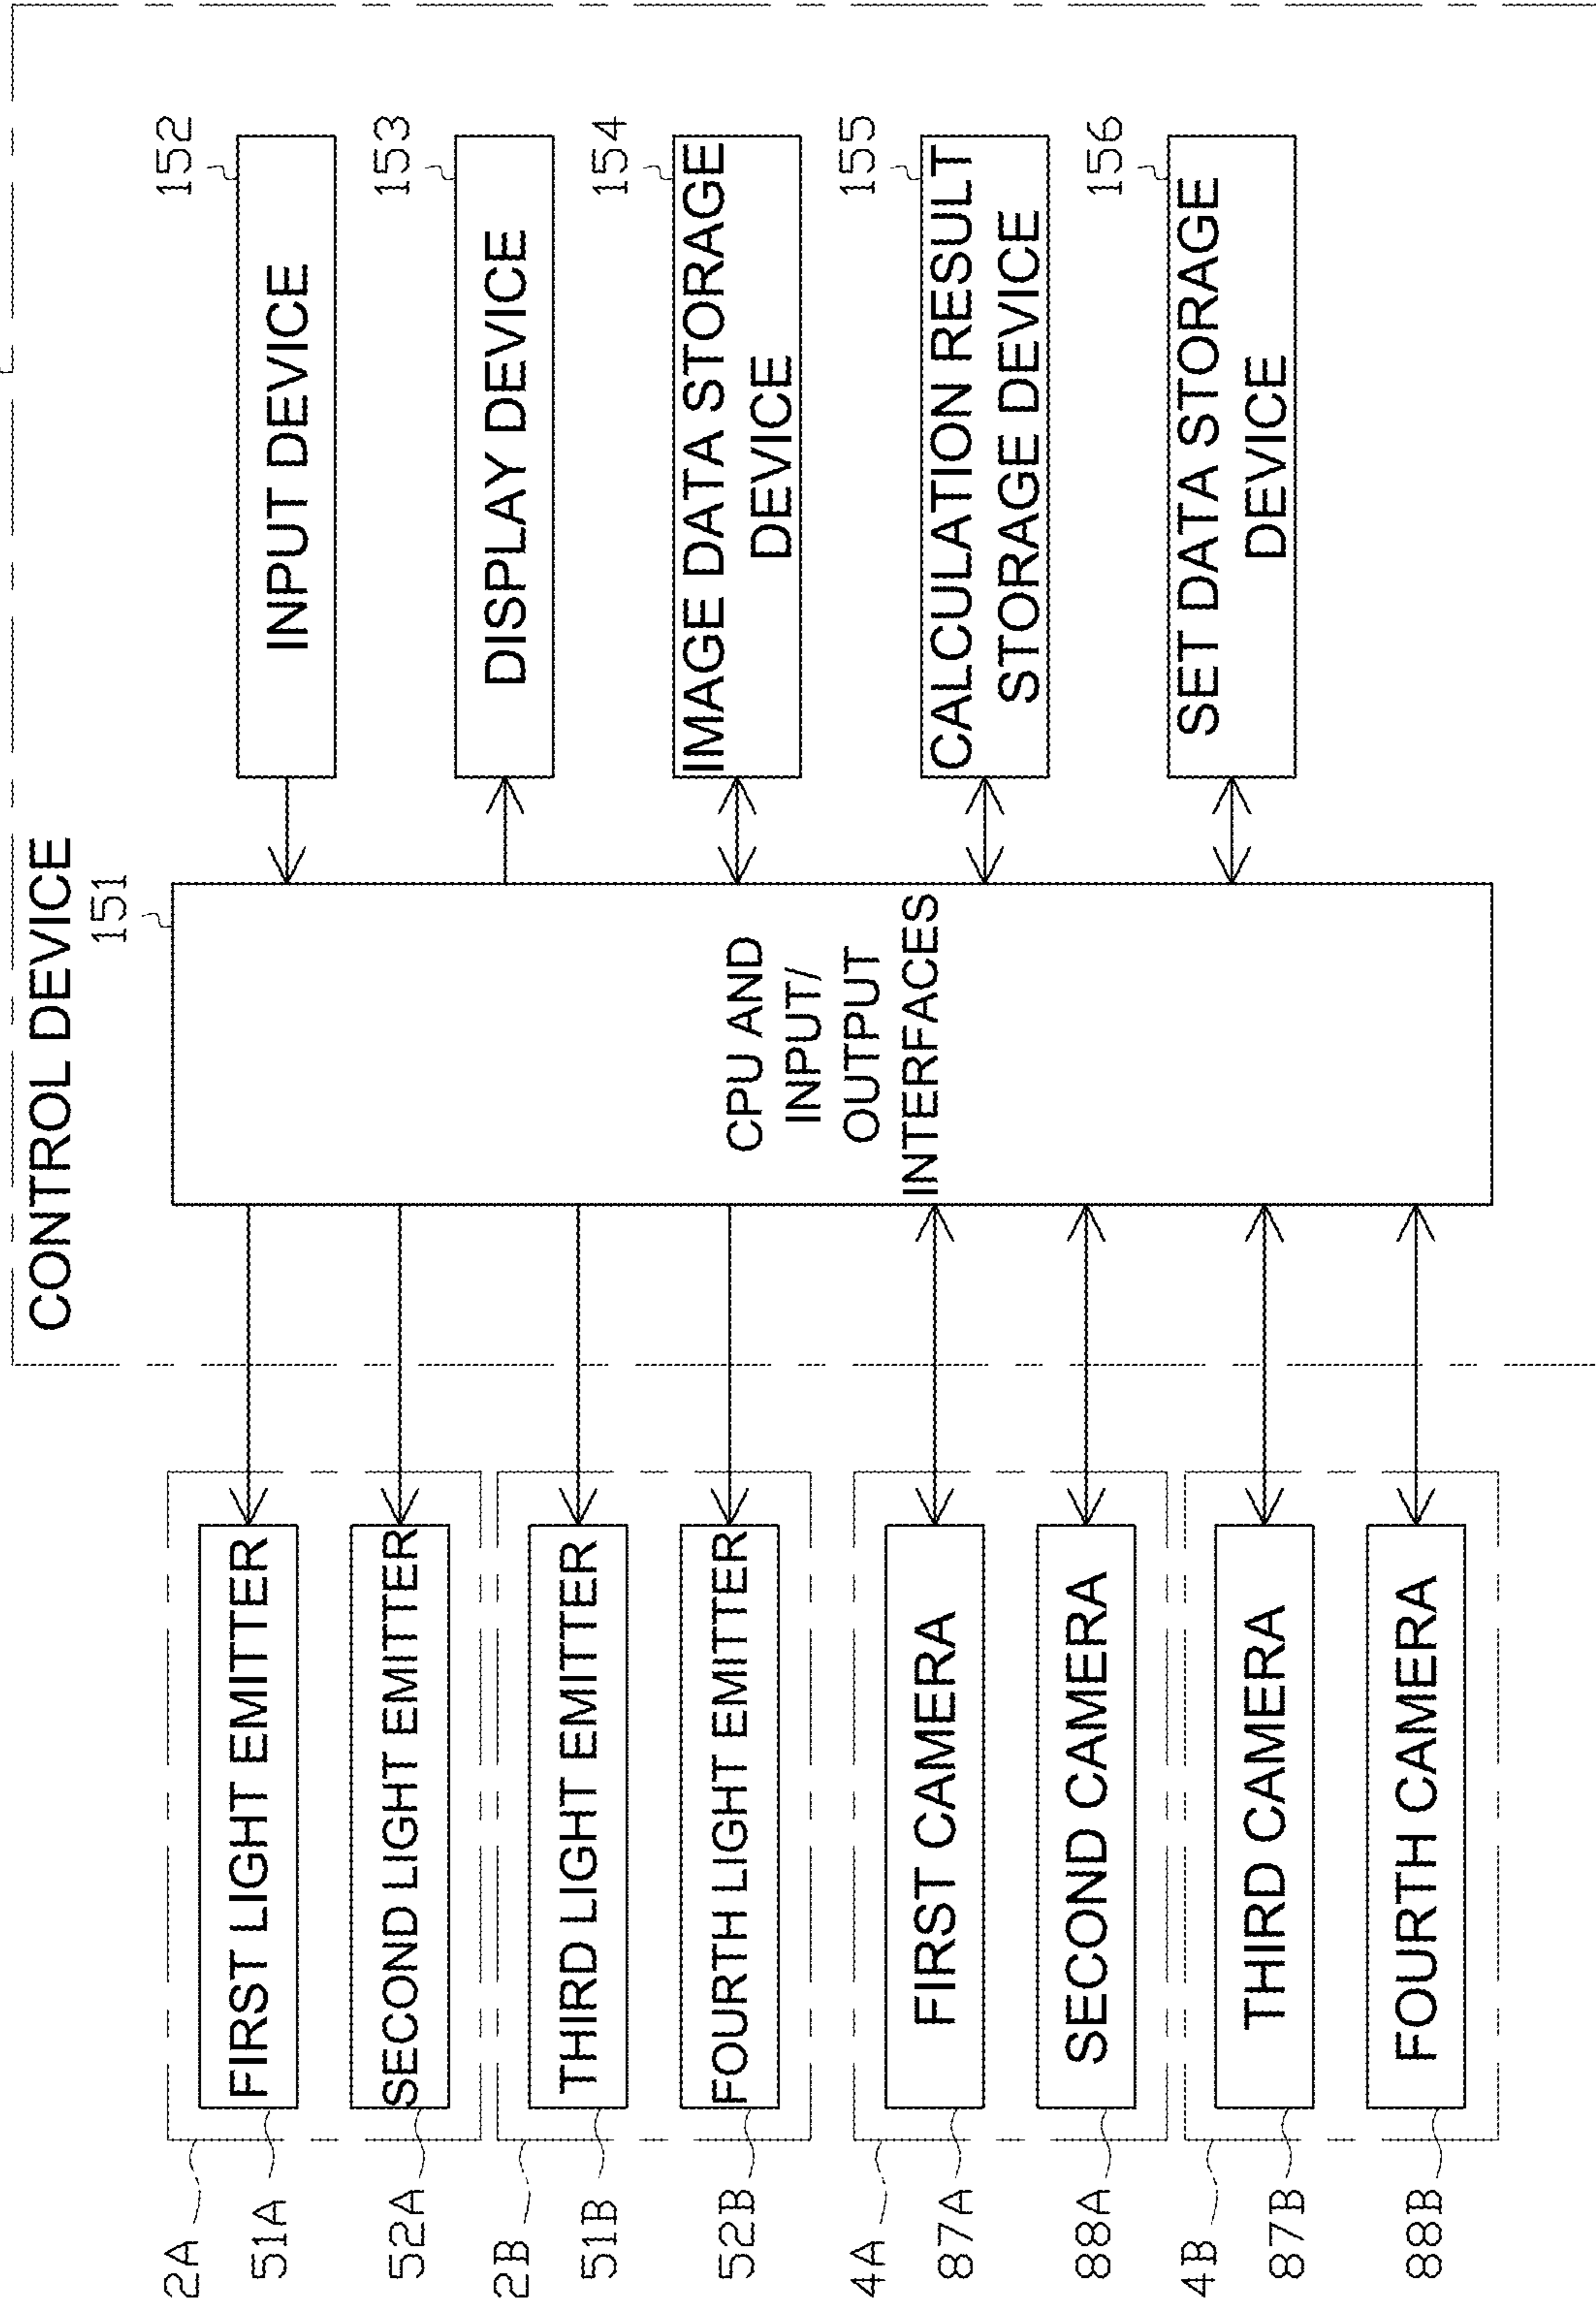 CONTROL DEVICE
2A
51A
FIRST LIGHT EMITTER
52A
SECOND LIGHT EMITTER
2B
51B
THIRD LIGHT EMITTER
52B
FOURTH LIGHT EMITTER
4A
87A
FIRST CAMERA
88A
SECOND CAMERA
4B
87B
THIRD CAMERA
88B
FOURTH CAMERA
151
CPU AND
INPUT/
OUTPUT
INTERFACES
152
INPUT DEVICE
153
DISPLAY DEVICE
154
IMAGE DATA STORAGE
DEVICE
155
CALCULATION RESULT
STORAGE DEVICE
156
SET DATA STORAGE
DEVICE